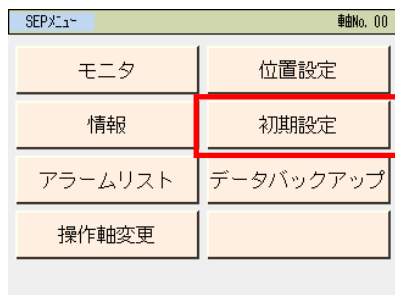 SEPﾒﾆｭｰ 軸No. 00
モニタ 位置設定
情報 初期設定
アラームリスト データバックアップ
操作軸変更